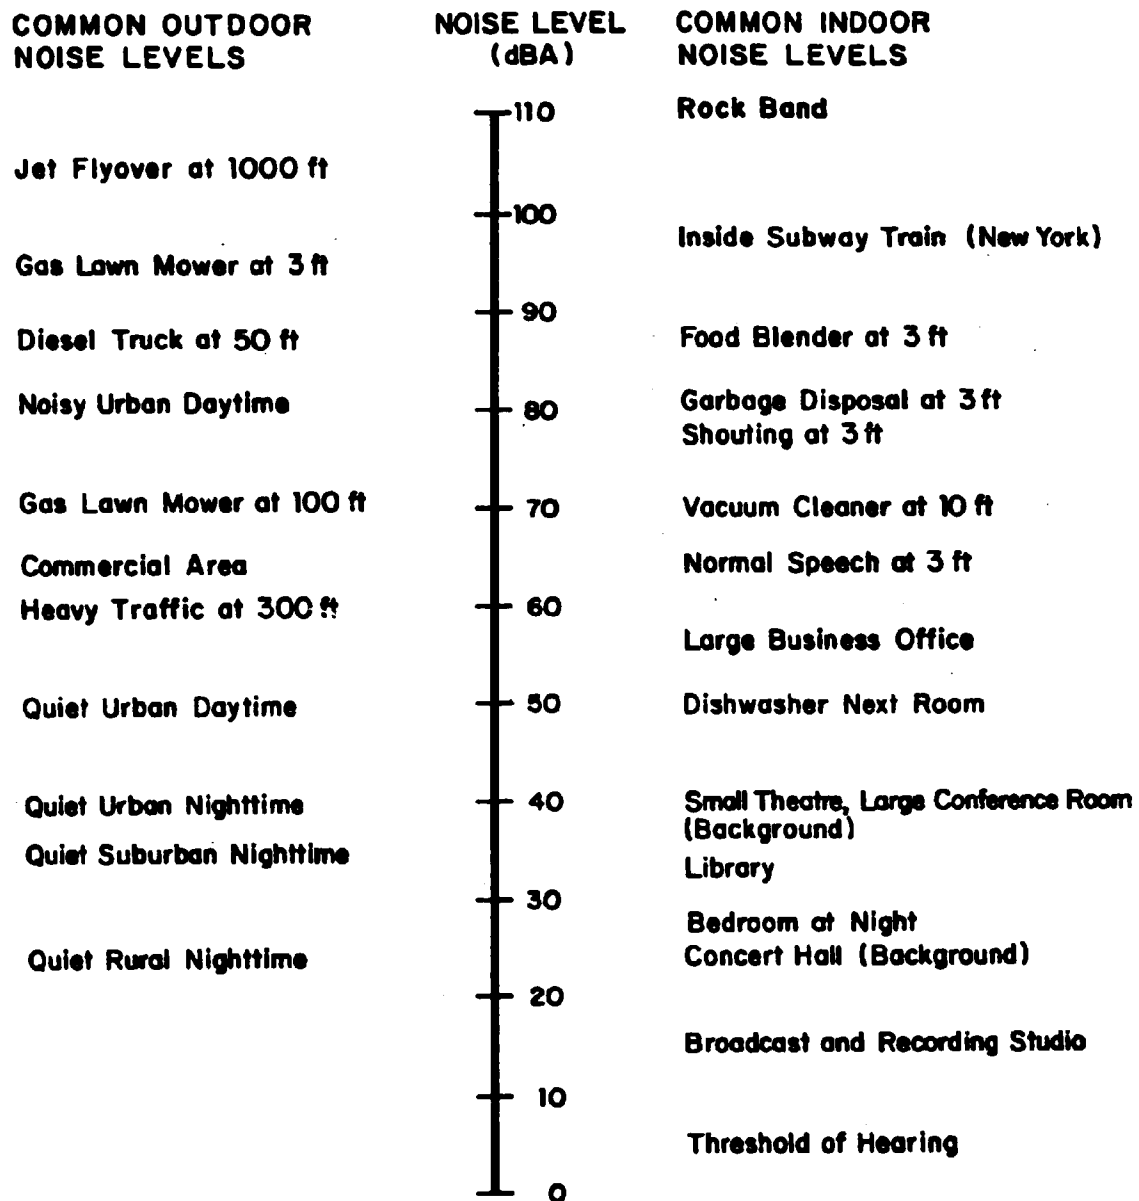 COMMON OUTDOOR
NOISE LEVELS
NOISE LEVEL
(dBA)
COMMON INDOOR
NOISE LEVELS
110
Rock Band
Jet Flyover at 1000 ft
100
Inside Subway Train (New York)
Gas Lawn Mower at 3 ft
90
Diesel Truck at 50 ft
Food Blender at 3 ft
Noisy Urban Daytime
80
Garbage Disposal at 3 ft
Shouting at 3 ft
Gas Lawn Mower at 100 ft
70
Vacuum Cleaner at 10 ft
Commercial Area
Normal Speech at 3 ft
Heavy Traffic at 300 ft
60
Large Business Office
Quiet Urban Daytime
50
Dishwasher Next Room
Quiet Urban Nighttime
40
Small Theatre, Large Conference Room
(Background)
Quiet Suburban Nighttime
Library
30
Bedroom at Night
Quiet Rural Nighttime
Concert Hall (Background)
20
Broadcast and Recording Studio
10
Threshold of Hearing
0